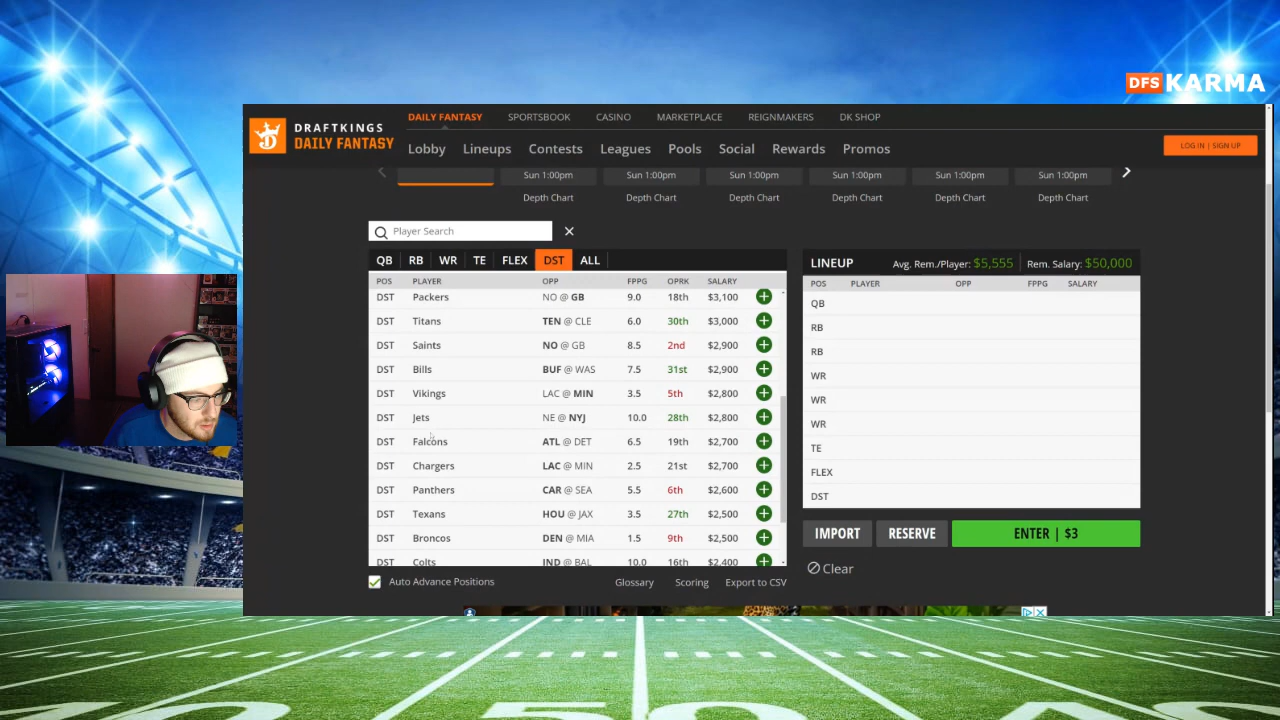 DFS KARMA
DRAFTKINGS
DAILY FANTASY
DAILY FANTASY SPORTSBOOK CASINO MARKETPLACE REIGNMAKERS DK SHOP
Lobby Lineups Contests Leagues Pools Social Rewards Promos
LOG IN | SIGN UP
Sun 1:00pm Sun 1:00pm Sun 1:00pm Sun 1:00pm Sun 1:00pm Sun 1:00pm
Depth Chart Depth Chart Depth Chart Depth Chart Depth Chart Depth Chart
Player Search
QB RB WR TE FLEX DST ALL
POS PLAYER OPP FPPG OPRK SALARY
DST Packers NO @ GB 9.0 18th $3,100
DST Titans TEN @ CLE 6.0 30th $3,000
DST Saints NO @ GB 8.5 2nd $2,900
DST Bills BUF @ WAS 7.5 31st $2,900
DST Vikings LAC @ MIN 3.5 5th $2,800
DST Jets NE @ NYJ 10.0 28th $2,800
DST Falcons ATL @ DET 6.5 19th $2,700
DST Chargers LAC @ MIN 2.5 21st $2,700
DST Panthers CAR @ SEA 5.5 6th $2,600
DST Texans HOU @ JAX 3.5 27th $2,500
DST Broncos DEN @ MIA 1.5 9th $2,500
DST Colts IND @ BAL 10.0 16th $2,400
Auto Advance Positions Glossary Scoring Export to CSV
LINEUP Avg. Rem./Player: $5,555 Rem. Salary: $50,000
POS PLAYER OPP FPPG SALARY
QB
RB
RB
WR
WR
WR
TE
FLEX
DST
IMPORT RESERVE ENTER | $3
Clear
50